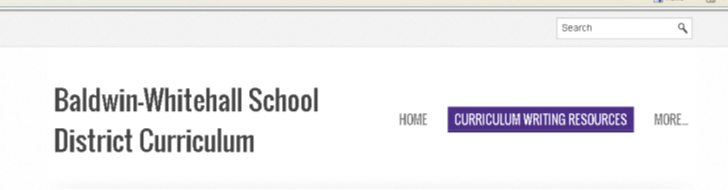 Search
Baldwin-Whitehall School
District Curriculum
HOME
CURRICULUM WRITING RESOURCES
MORE...